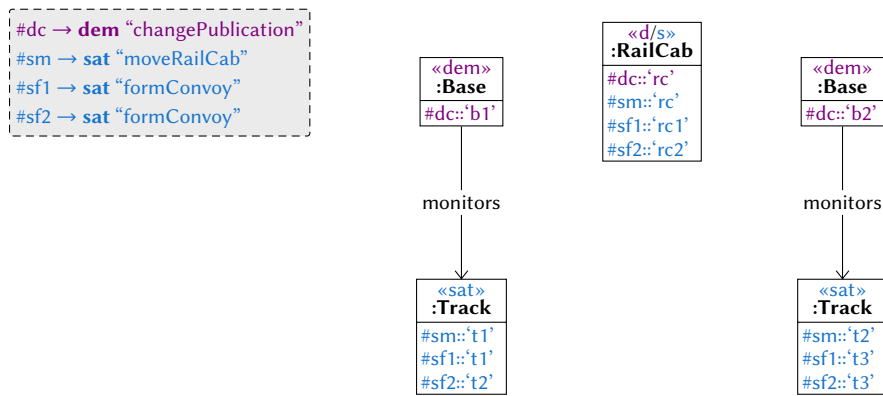 #dc → dem “changePublication”
#sm → sat “moveRailCab”
#sf1 → sat “formConvoy”
#sf2 → sat “formConvoy”
«dem»
:Base
#dc::‘b1’
«d/s»
:RailCab
#dc::‘rc’
#sm::‘rc’
#sf1::‘rc1’
#sf2::‘rc2’
«dem»
:Base
#dc::‘b2’
monitors
monitors
«sat»
:Track
#sm::‘t1’
#sf1::‘t1’
#sf2::‘t2’
«sat»
:Track
#sm::‘t2’
#sf1::‘t3’
#sf2::‘t3’